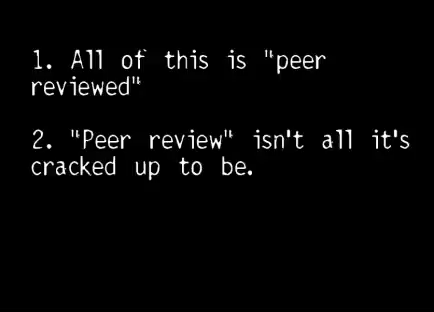 1. All of this is "peer
reviewed"
2. "Peer review" isn't all it's
cracked up to be.